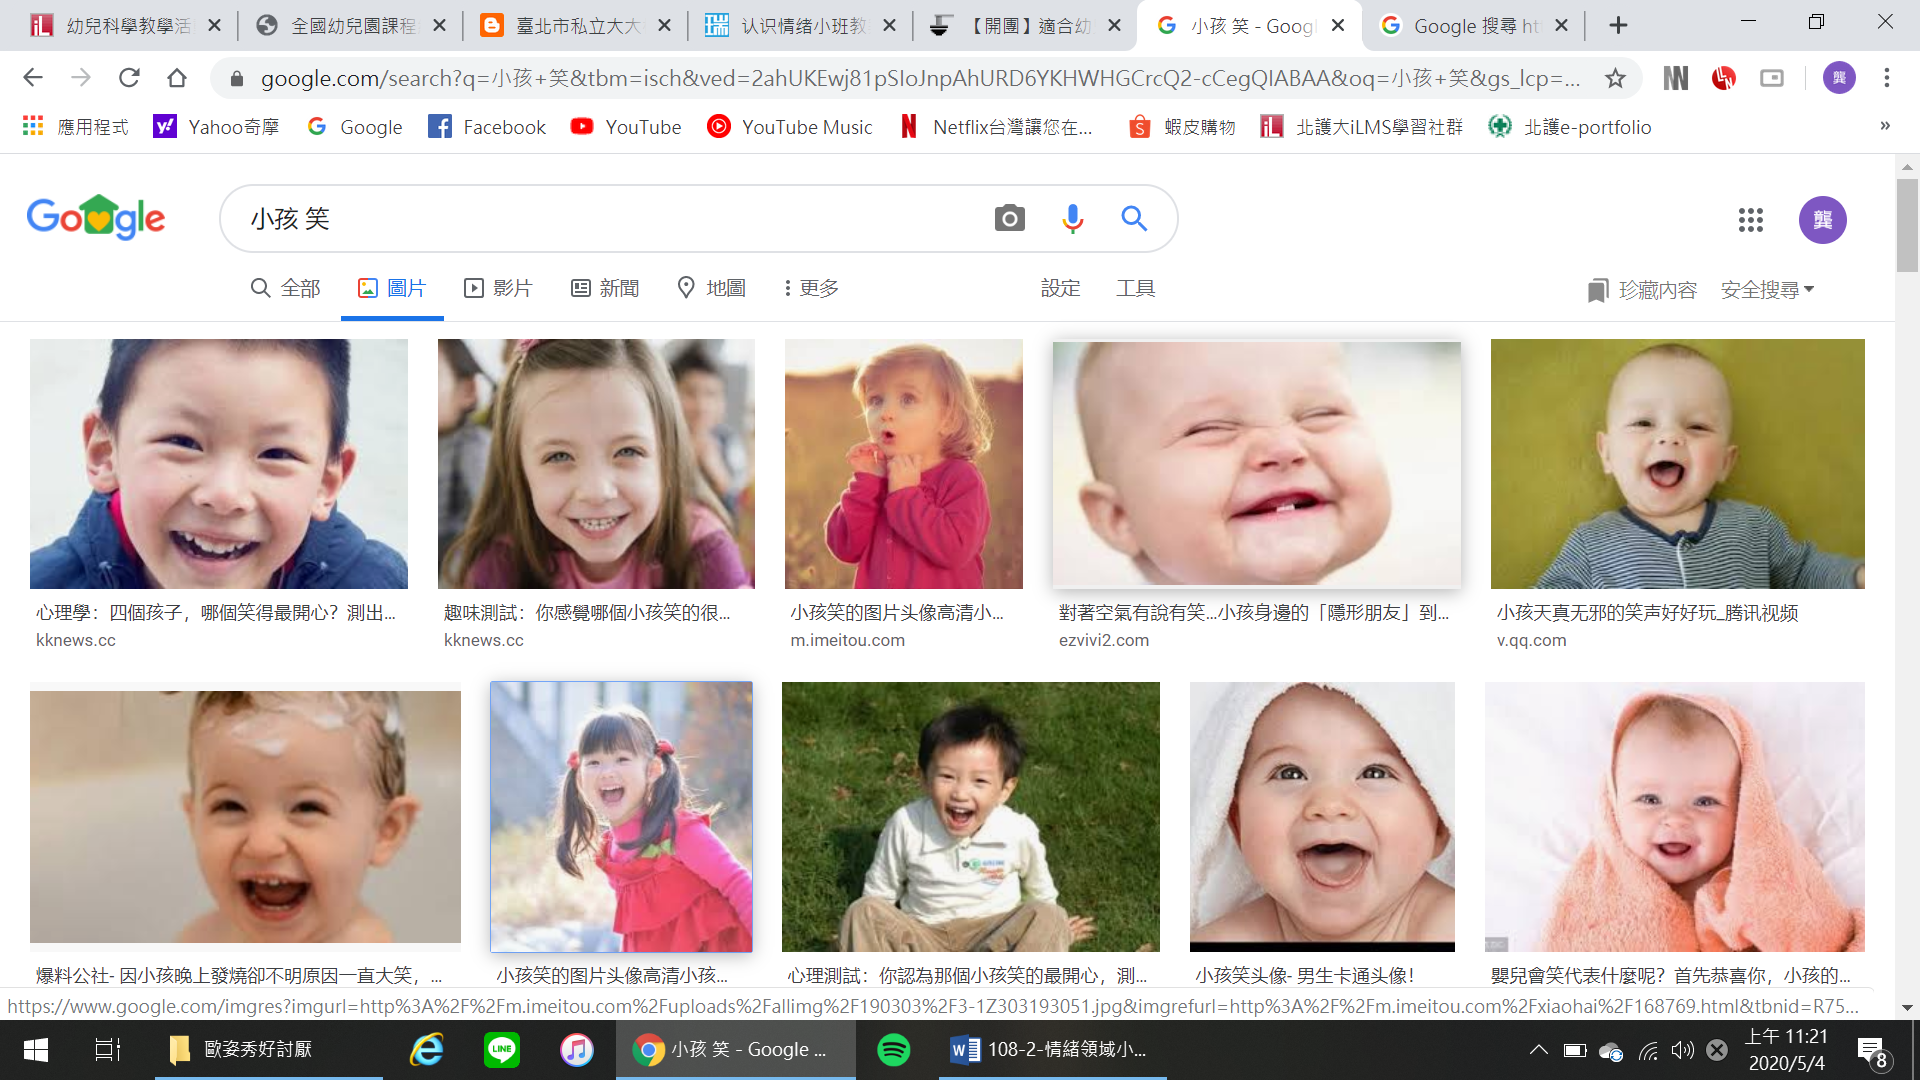 幼兒科學教學活
全國幼兒園課程
臺北市私立大大
认识情绪小班教
【開團】適合幼
小孩 笑 - Goog
Google 搜尋 ht
google.com/search?q=小孩+笑&tbm=isch&ved=2ahUKEwj81pSIoJnpAhURD6YKHWHGCrcQ2-cCegQIABAA&oq=小孩+笑&gs_lcp=...
龔
應用程式
Yahoo奇摩
Google
Facebook
YouTube
YouTube Music
Netflix台灣讓您在...
蝦皮購物
北護大iLMS學習社群
北護e-portfolio
»
Google
小孩 笑
龔
全部
圖片
影片
新聞
地圖
更多
設定
工具
珍藏內容
安全搜尋
心理學：四個孩子，哪個笑得最開心？測出...
kknews.cc
趣味測試：你感覺哪個小孩笑的很...
kknews.cc
小孩笑的图片头像高清小...
m.imeitou.com
對著空氣有說有笑...小孩身邊的「隱形朋友」到...
ezvivi2.com
小孩天真无邪的笑声好好玩_腾讯视频
v.qq.com
爆料公社- 因小孩晚上發燒卻不明原因一直大笑，...
小孩笑的图片头像高清小孩...
心理測試：你認為那個小孩笑的最開心，測...
小孩笑头像- 男生卡通头像！
嬰兒會笑代表什麼呢？首先恭喜你，小孩的...
https://www.google.com/imgres?imgurl=http%3A%2F%2Fm.imeitou.com%2Fuploads%2Fallimg%2F190303%2F3-1Z303193051.jpg&imgrefurl=http%3A%2F%2Fm.imeitou.com%2Fxiaohai%2F168769.html&tbnid=R75...
歐姿秀好討厭
LINE
小孩 笑 - Google ...
108-2-情緒領域小...
上午 11:21
2020/5/4
8